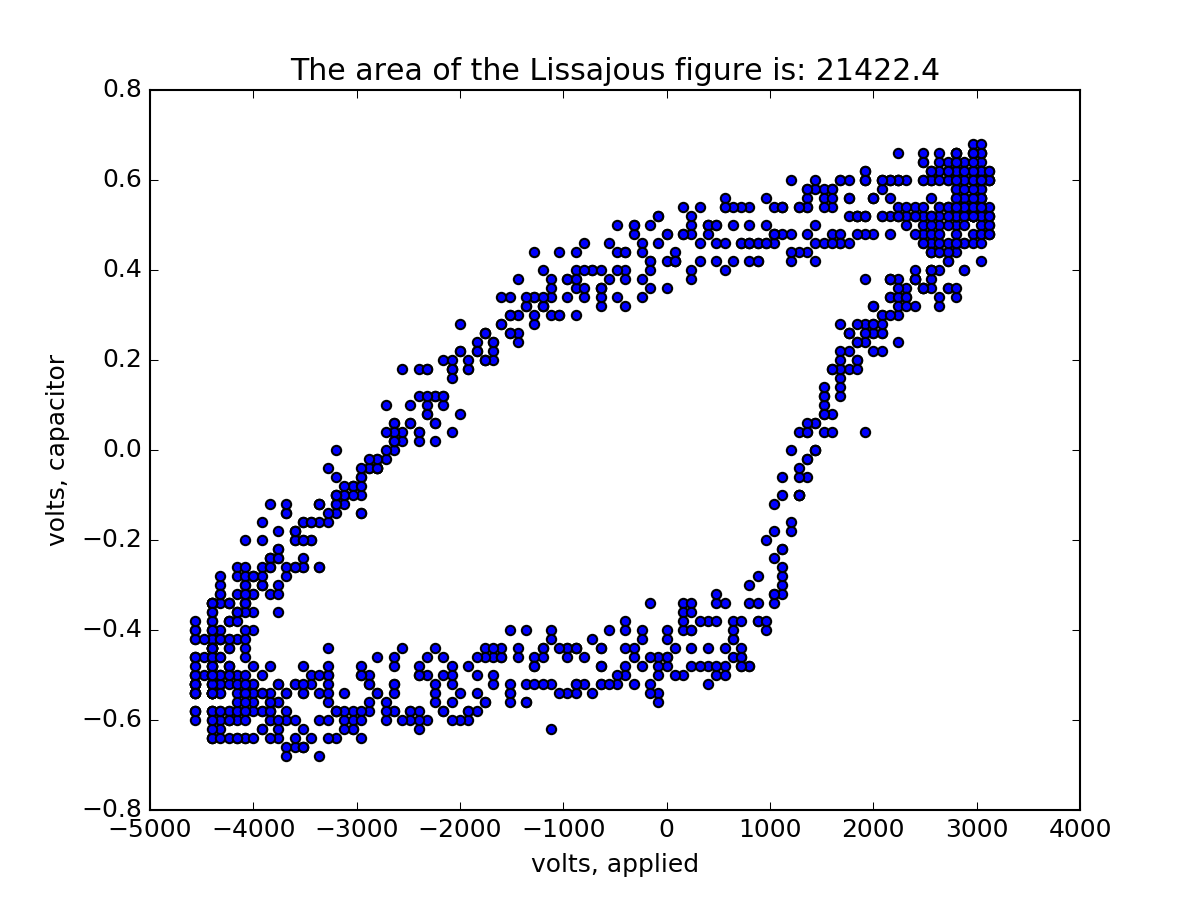 The area of the Lissajous figure is: 21422.4
0.8
0.6
0.4
0.2
0.0
−0.2
−0.4
−0.6
−0.8
volts, capacitor
−5000 −4000 −3000 −2000 −1000 0 1000 2000 3000 4000
volts, applied